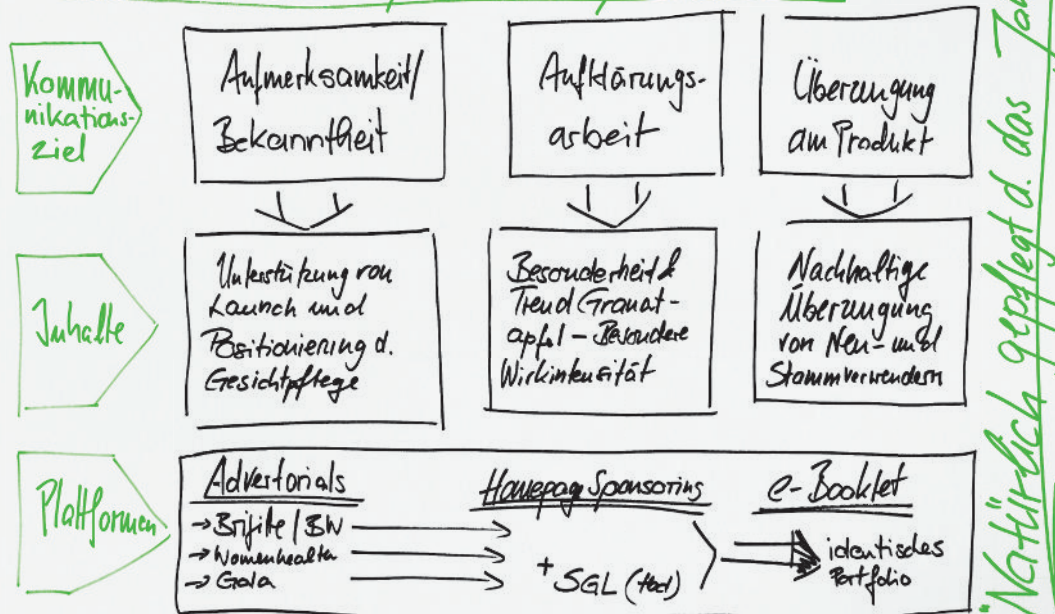 Kommu-
nikations-
ziel
Aufmerksamkeit/
Bekanntheit
Aufklärungs-
arbeit
Überzeugung
am Produkt
Inhalte
Unterstützung von
Launch und
Positionierung d.
Gesichtpflege
Besonderheit &
Trend Granat-
apfel – Besondere
Wirkintensität
Nachhaltige
Überzeugung
von Neu- und
Stammverwendern
Plattformen
Advertorials
→ Brigitte / BW
→ Womenhealth
→ Gala
Homepage Sponsoring
+ SGL
e-Booklet
identisches
Portfolio
"Natürlich gepflegt d. das